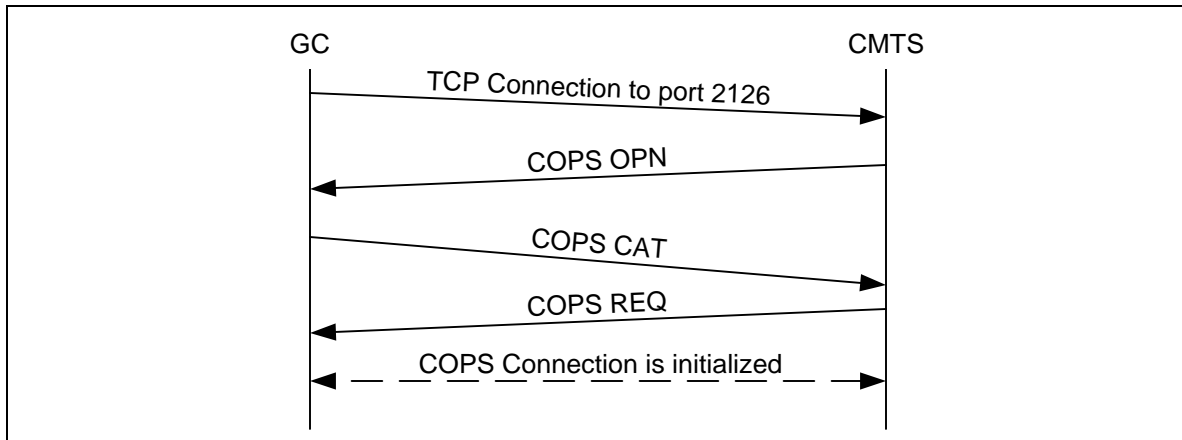 GC
CMTS
TCP Connection to port 2126
COPS OPN
COPS CAT
COPS REQ
COPS Connection is initialized